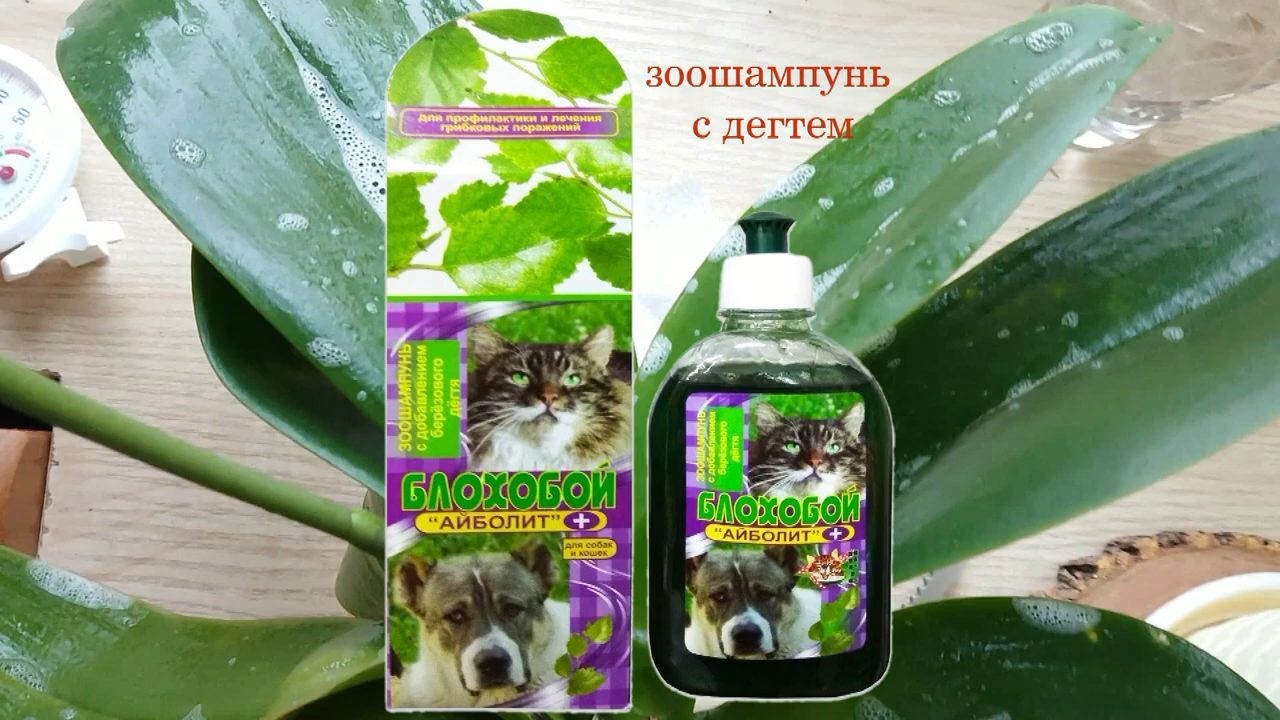 зоошампунь
с дегтем
для профилактики и лечения
грибковых поражений
ЗООШАМПУНЬ
с добавлением
берёзового
дёгтя
БЛОХОБОЙ
“АЙБОЛИТ” +
для собак
и кошек
ЗООШАМПУНЬ
с добавлением
берёзового
дёгтя
БЛОХОБОЙ
“АЙБОЛИТ” +